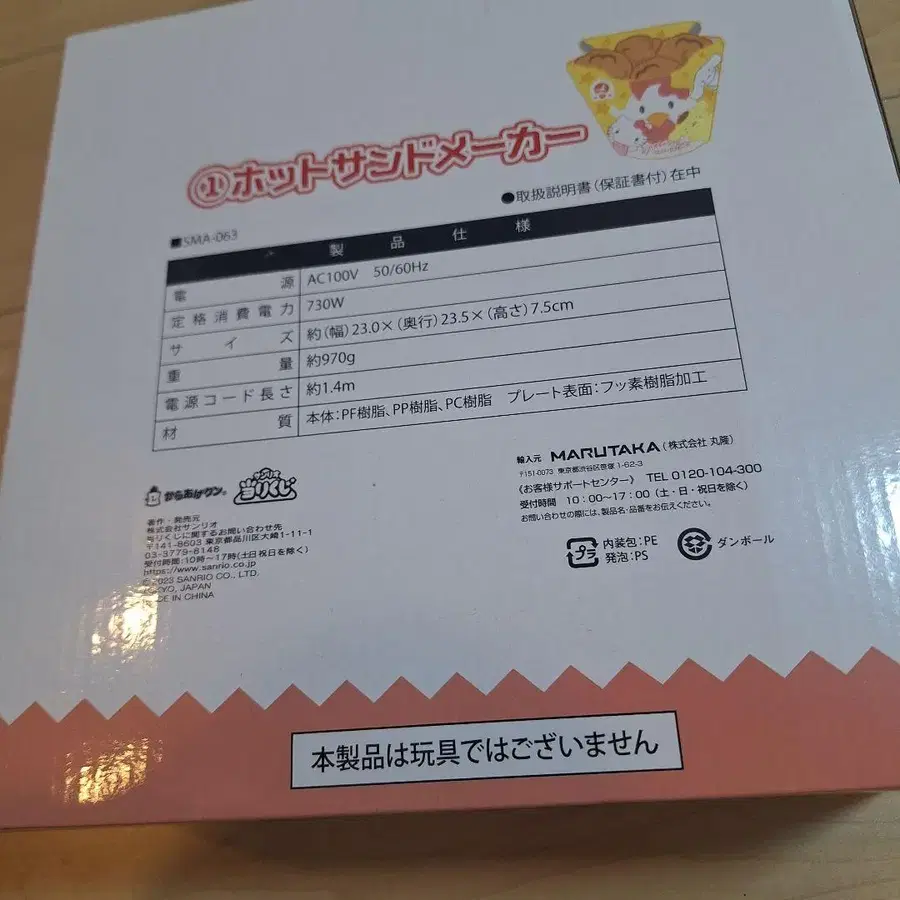 ①ホットサンドメーカー
●取扱説明書(保証書付)在中
■SMA-063
製品仕様
電源 AC100V 50/60Hz
定格消費電力 730W
サイズ 約(幅)23.0×(奥行)23.5×(高さ)7.5cm
重量 約970g
電源コード長さ 約1.4m
材質 本体:PF樹脂、PP樹脂、PC樹脂 プレート表面:フッ素樹脂加工
からあげクン®
サンリオ
当りくじ
著作・発売元
株式会社サンリオ
当りくじに関するお問い合わせ先
〒141-8603 東京都品川区大崎1-11-1
03-3779-8148
受付時間:10時~17時(土日祝日を除く)
https://www.sanrio.co.jp
© 2023 SANRIO CO., LTD.
TOKYO, JAPAN
MADE IN CHINA
輸入元 MARUTAKA(株式会社 丸隆)
〒151-0073 東京都渋谷区笹塚1-62-3
《お客様サポートセンター》 TEL 0120-104-300
受付時間 10:00~17:00(土・日・祝日を除く)
お問い合わせの際には、製品名・品番をお伝えください。
プラ
内装包:PE
発泡:PS
ダンボール
本製品は玩具ではございません